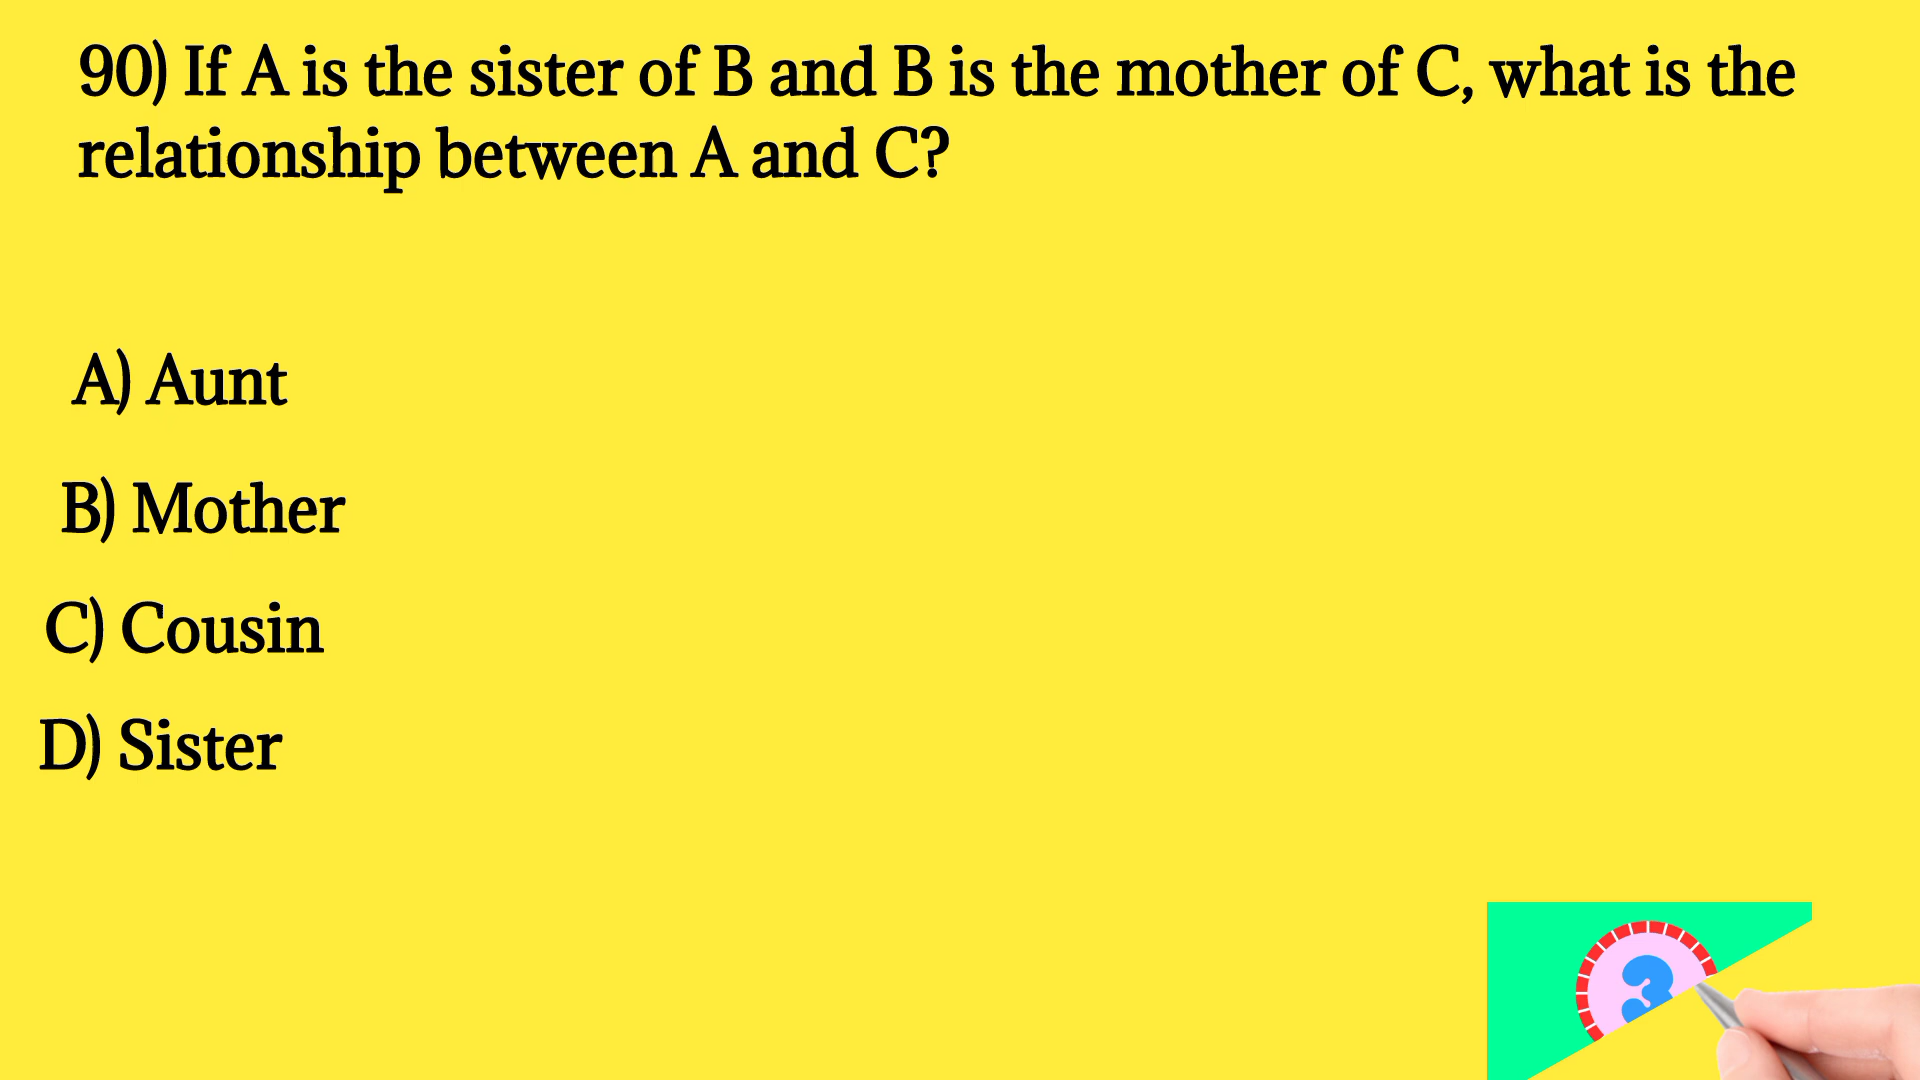 90) If A is the sister of B and B is the mother of C, what is the
relationship between A and C?
A) Aunt
B) Mother
C) Cousin
D) Sister
3